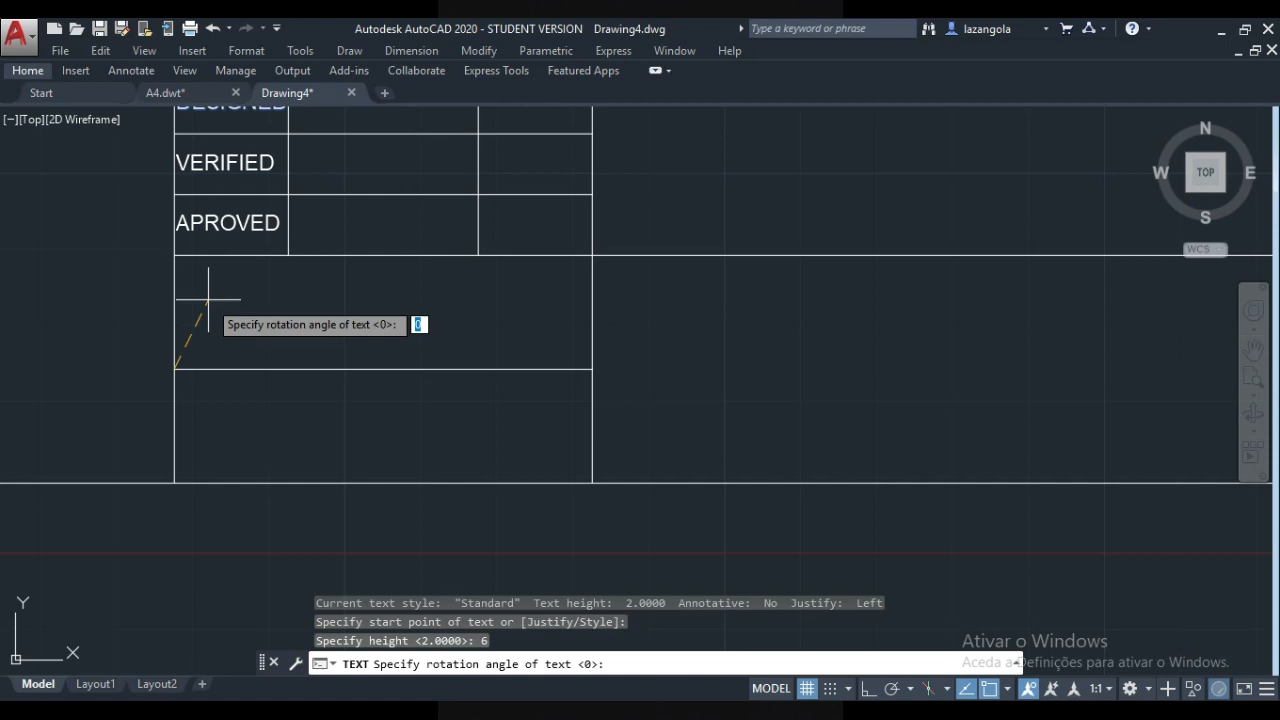 Autodesk AutoCAD 2020 - STUDENT VERSION Drawing4.dwg
Type a keyword or phrase
lazangola
File Edit View Insert Format Tools Draw Dimension Modify Parametric Express Window Help
Home Insert Annotate View Manage Output Add-ins Collaborate Express Tools Featured Apps
Start A4.dwt* Drawing4*
[−][Top][2D Wireframe]
DESIGNED
VERIFIED
APROVED
N
W TOP E
S
WCS
Specify rotation angle of text <0>: 0
Current text style: "Standard" Text height: 2.0000 Annotative: No Justify: Left
Specify start point of text or [Justify/Style]:
Specify height <2.0000>: 6
TEXT Specify rotation angle of text <0>:
Y
X
Ativar o Windows
Aceda a Definições para ativar o Windows.
Model Layout1 Layout2
MODEL 1:1